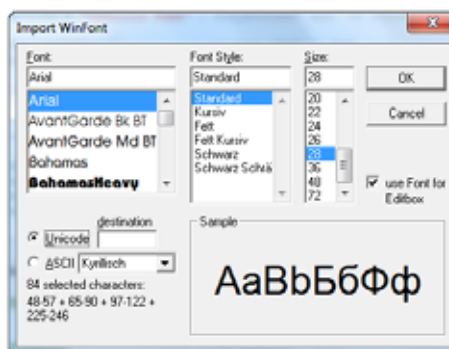 Import WinFont
Font:
Font Style:
Size:
Arial
Standard
28
OK
Arial
AvantGarde Bk BT
AvantGarde Md BT
Bahamas
BahamasHeavy
Standard
Kursiv
Fett
Fett Kursiv
Schwarz
Schwarz Schrä
20
22
24
26
28
36
48
72
Cancel
use Font for
Editbox
destination
Unicode
ASCII
Kyrillisch
84 selected characters:
48-57 + 65-90 + 97-122 +
225-246
Sample
AaBbБбФф